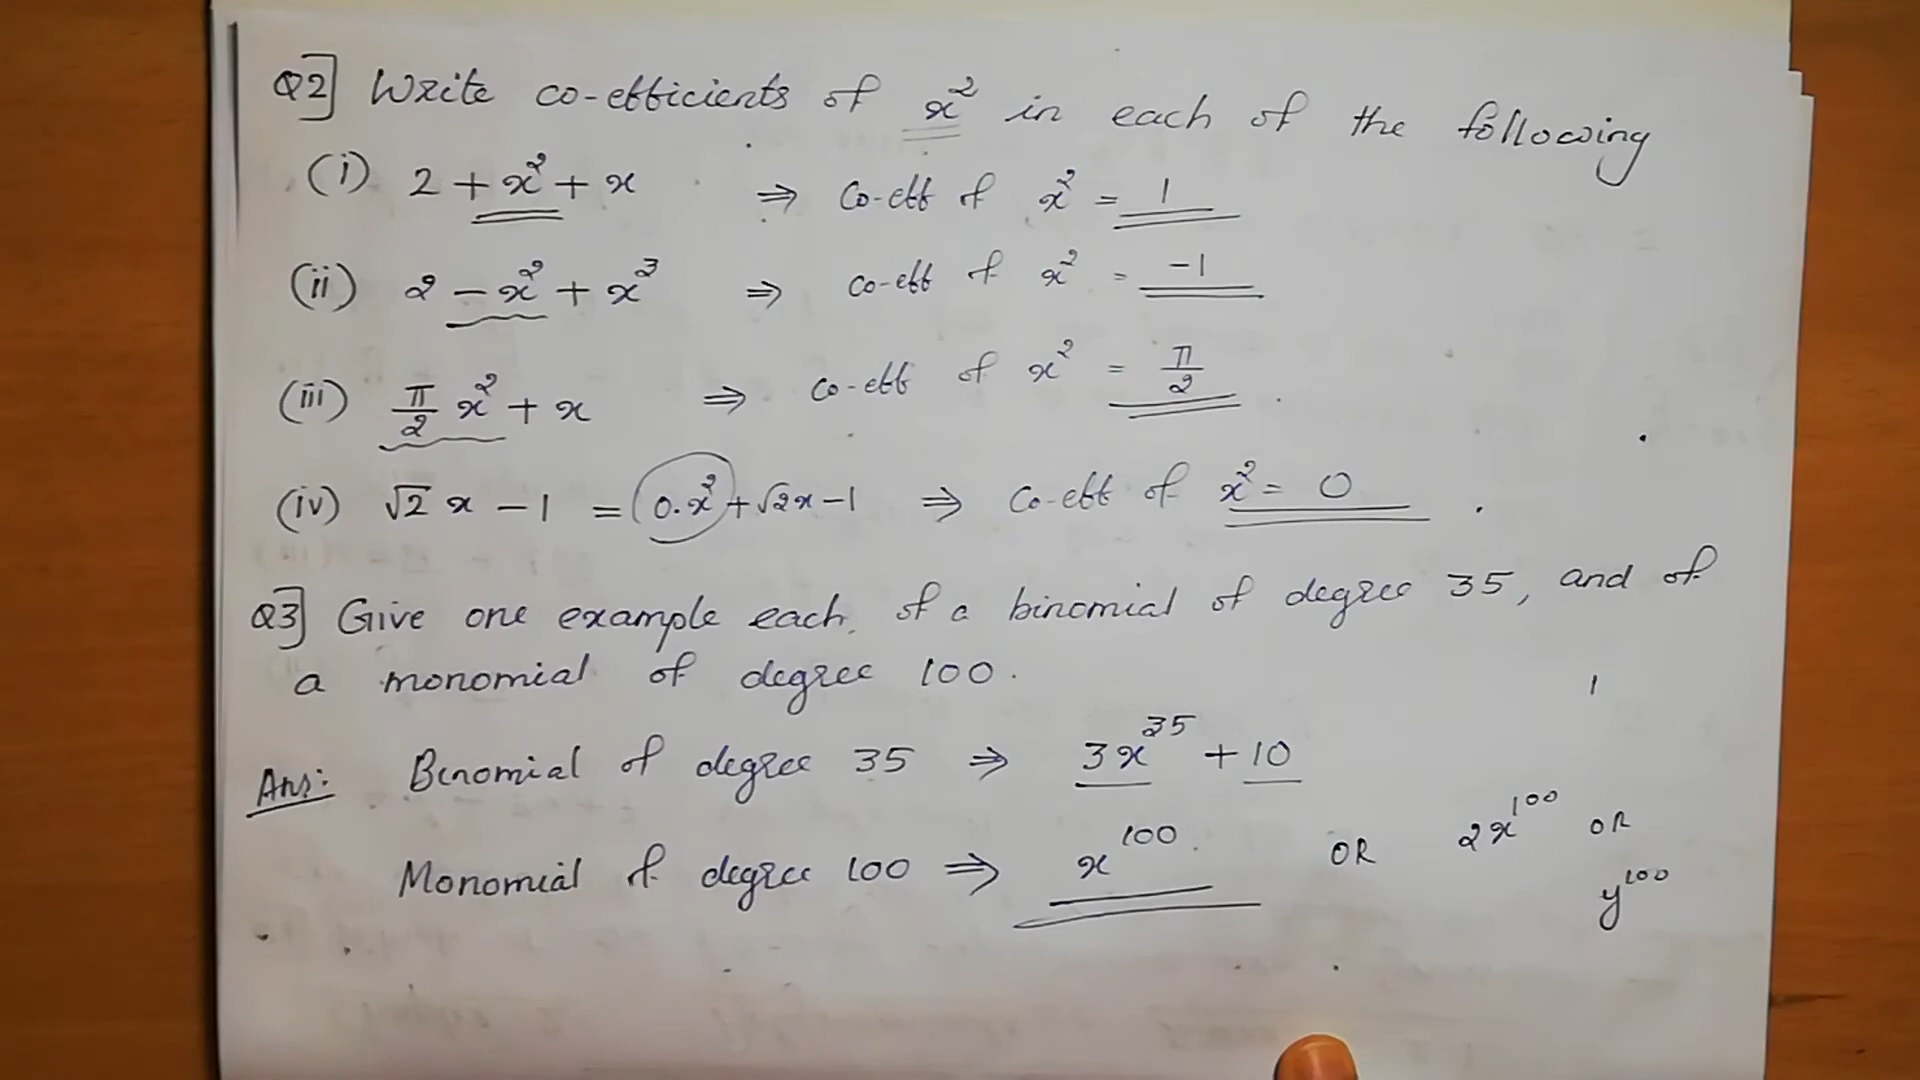 Q2] Write co-efficients of x² in each of the following
(i) 2 + x² + x ⇒ Co-eff of x² = 1
(ii) 2 - x² + x³ ⇒ co-eff of x² = -1
(iii) π/2 x² + x ⇒ co-eff of x² = π/2
(iv) √2 x - 1 = 0.x² + √2x - 1 ⇒ Co-eff of x² = 0
Q3] Give one example each of a binomial of degree 35, and of
a monomial of degree 100.
Ans: Binomial of degree 35 ⇒ 3x³⁵ + 10
Monomial of degree 100 ⇒ x¹⁰⁰ OR 2x¹⁰⁰ OR
y¹⁰⁰